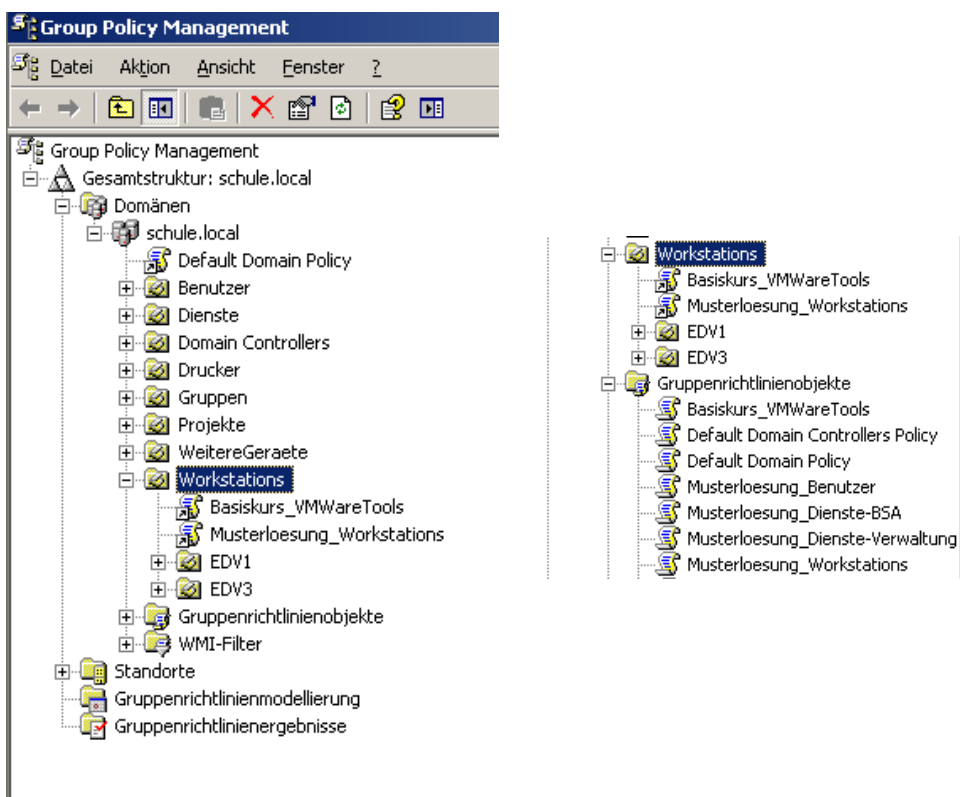 Group Policy Management
Datei Aktion Ansicht Fenster ?
Group Policy Management
Gesamtstruktur: schule.local
Domänen
schule.local
Default Domain Policy
Benutzer
Dienste
Domain Controllers
Drucker
Gruppen
Projekte
WeitereGeraete
Workstations
Basiskurs_VMWareTools
Musterloesung_Workstations
EDV1
EDV3
Gruppenrichtlinienobjekte
WMI-Filter
Standorte
Gruppenrichtlinienmodellierung
Gruppenrichtlinienergebnisse
Workstations
Basiskurs_VMWareTools
Musterloesung_Workstations
EDV1
EDV3
Gruppenrichtlinienobjekte
Basiskurs_VMWareTools
Default Domain Controllers Policy
Default Domain Policy
Musterloesung_Benutzer
Musterloesung_Dienste-BSA
Musterloesung_Dienste-Verwaltung
Musterloesung_Workstations